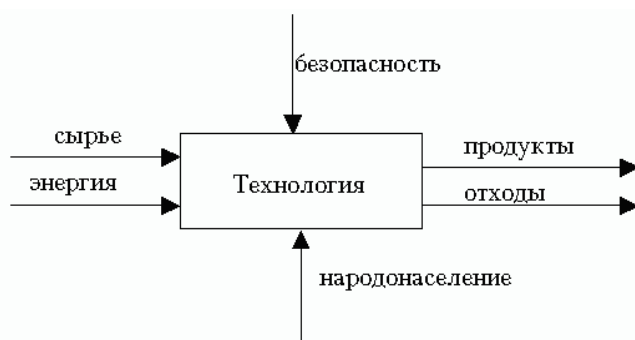 безопасность
сырье
продукты
энергия
Технология
отходы
народонаселение